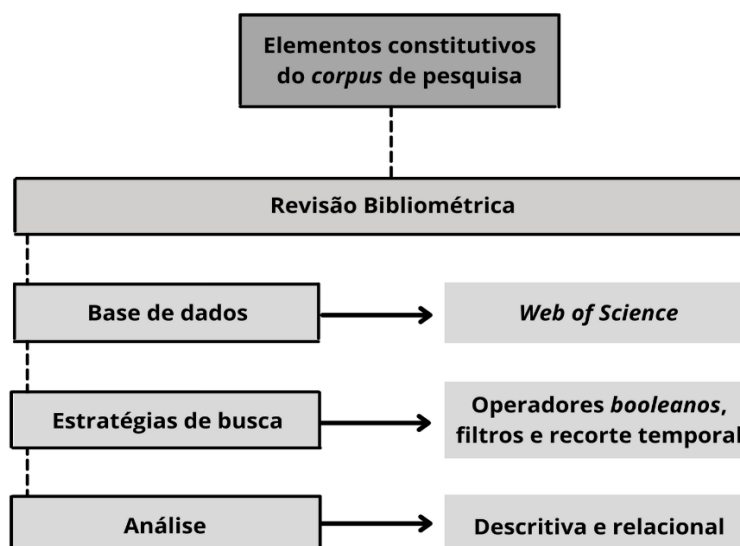 Elementos constitutivos
do corpus de pesquisa
Revisão Bibliométrica
Base de dados
Web of Science
Estratégias de busca
Operadores booleanos,
filtros e recorte temporal
Análise
Descritiva e relacional